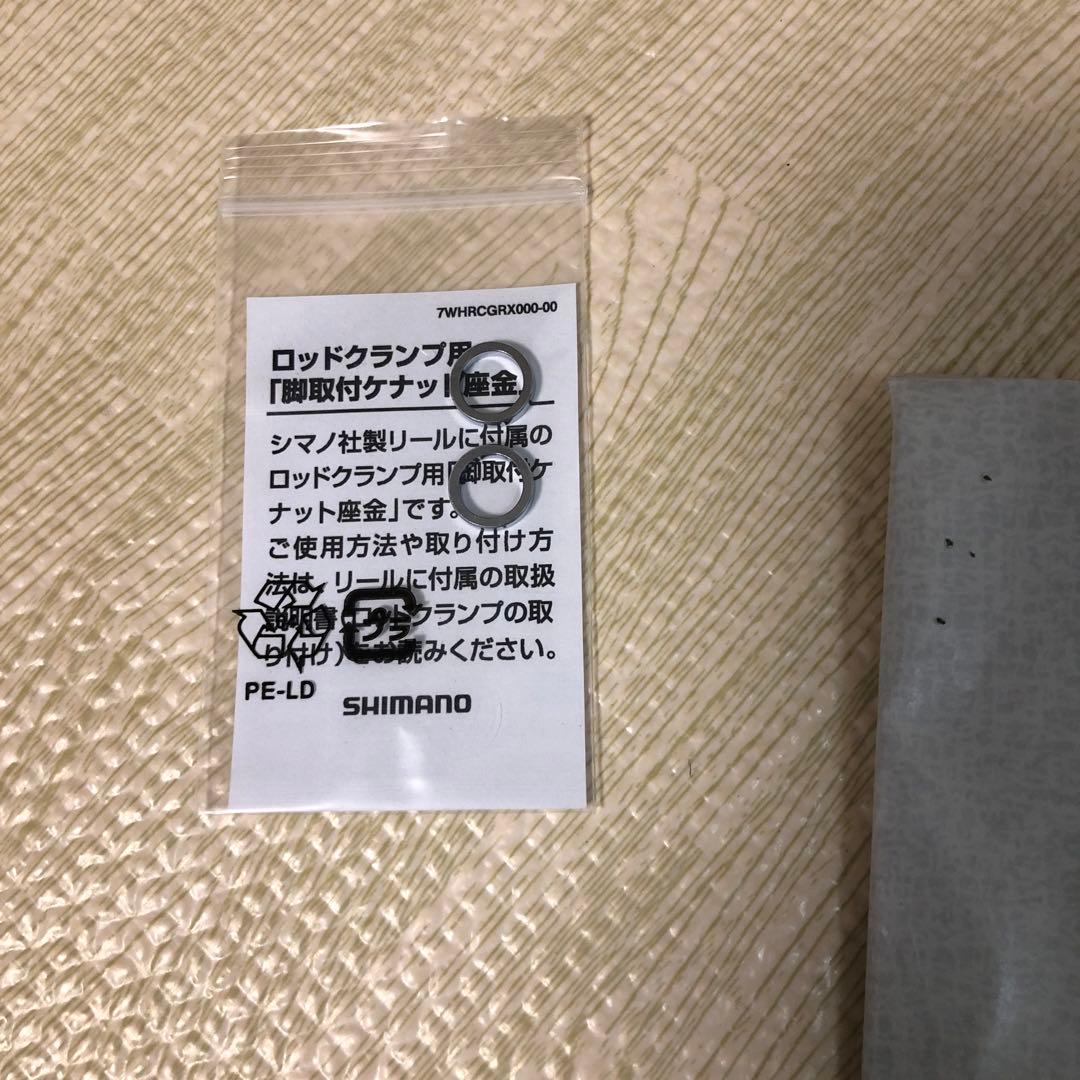 7WHRCGRX000-00
ロッドクランプ用
「脚取付ケナット座金」
シマノ社製リールに付属の
ロッドクランプ用「脚取付ケ
ナット座金」です。
ご使用方法や取り付け方
法は、リールに付属の取扱
説明書(ロッドクランプの取
り付け)をお読みください。
プラ
PE-LD
SHIMANO